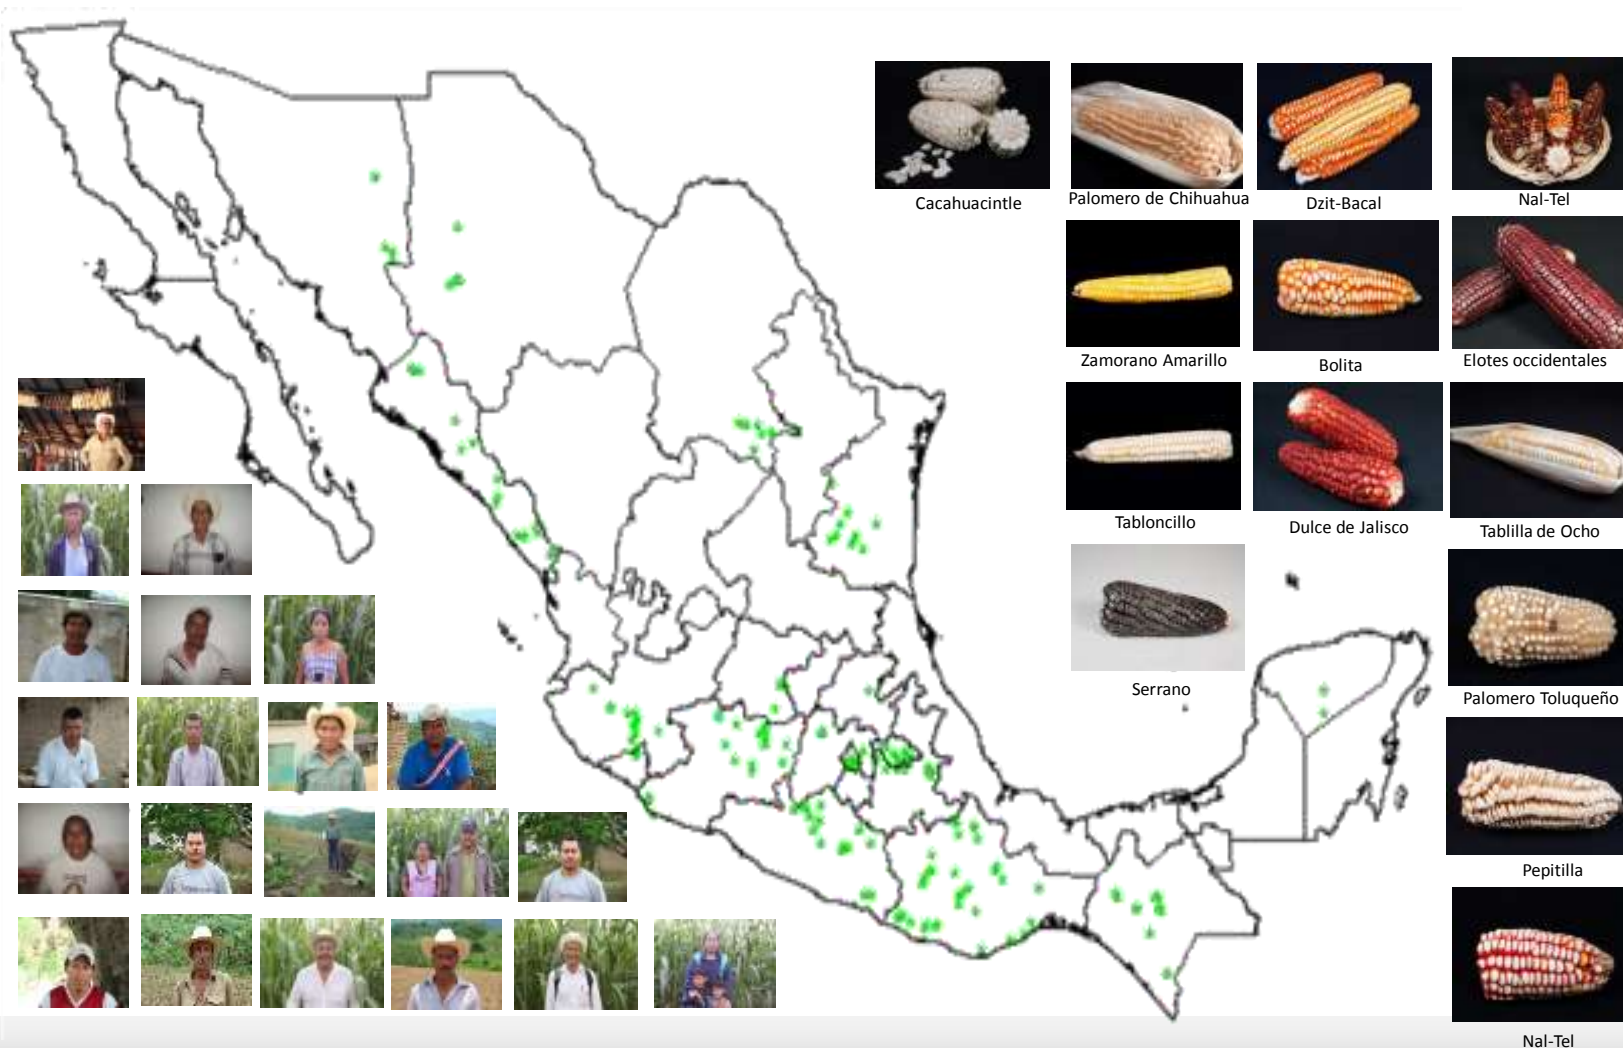 Cacahuacintle
Palomero de Chihuahua
Dzit-Bacal
Nal-Tel
Zamorano Amarillo
Bolita
Elotes occidentales
Tabloncillo
Dulce de Jalisco
Tablilla de Ocho
Serrano
Palomero Toluqueño
Pepitilla
Nal-Tel